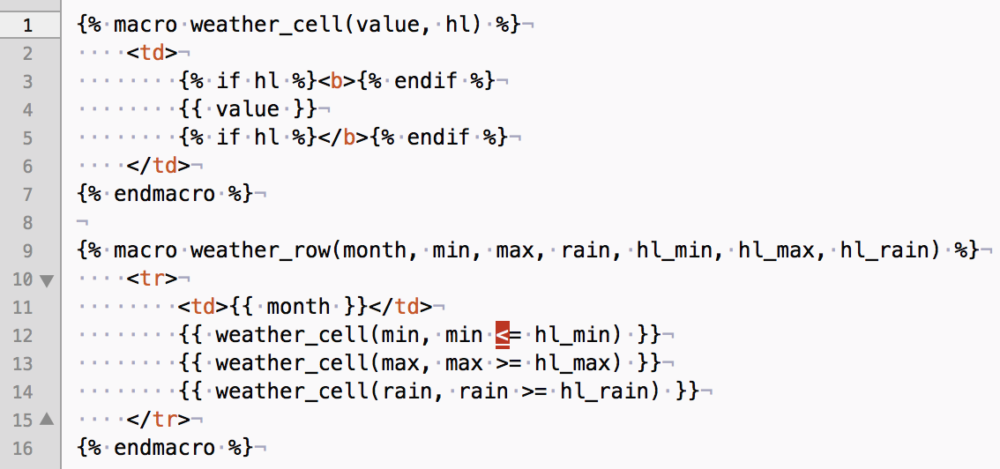 1 {% macro weather_cell(value, hl) %}¬
2 ····<td>¬
3 ········{% if hl %}<b>{% endif %}¬
4 ········{{ value }}¬
5 ········{% if hl %}</b>{% endif %}¬
6 ····</td>¬
7 {% endmacro %}¬
8 ¬
9 {% macro weather_row(month, min, max, rain, hl_min, hl_max, hl_rain) %}¬
10 ▼ ····<tr>¬
11 ········<td>{{ month }}</td>¬
12 ········{{ weather_cell(min, min <= hl_min) }}¬
13 ········{{ weather_cell(max, max >= hl_max) }}¬
14 ········{{ weather_cell(rain, rain >= hl_rain) }}¬
15 ▲ ····</tr>¬
16 {% endmacro %}¬